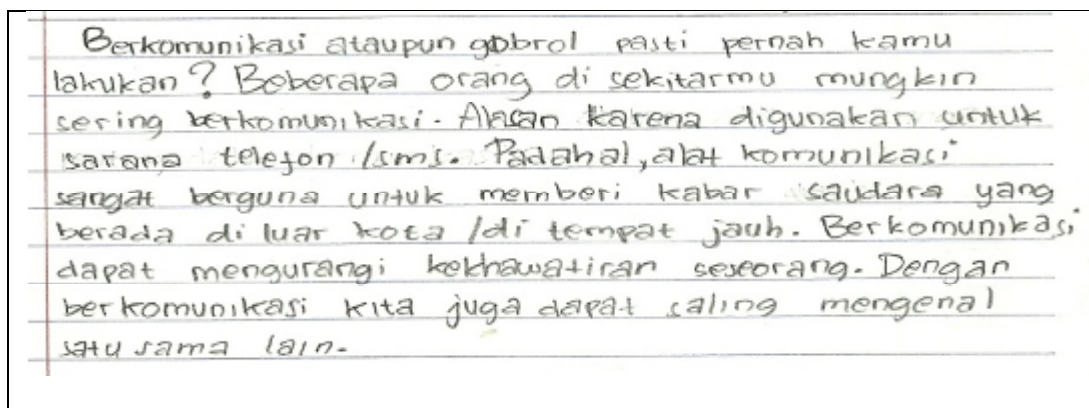 Berkomunikasi ataupun gobrol pasti pernah kamu
lakukan? Beberapa orang di sekitarmu mungkin
sering berkomunikasi. Alasan karena digunakan untuk
sarana telefon /sms. Padahal, alat komunikasi
sangat berguna untuk memberi kabar saudara yang
berada di luar kota /di tempat jauh. Berkomunikasi
dapat mengurangi kekhawatiran seseorang. Dengan
berkomunikasi kita juga dapat saling mengenal
satu sama lain.